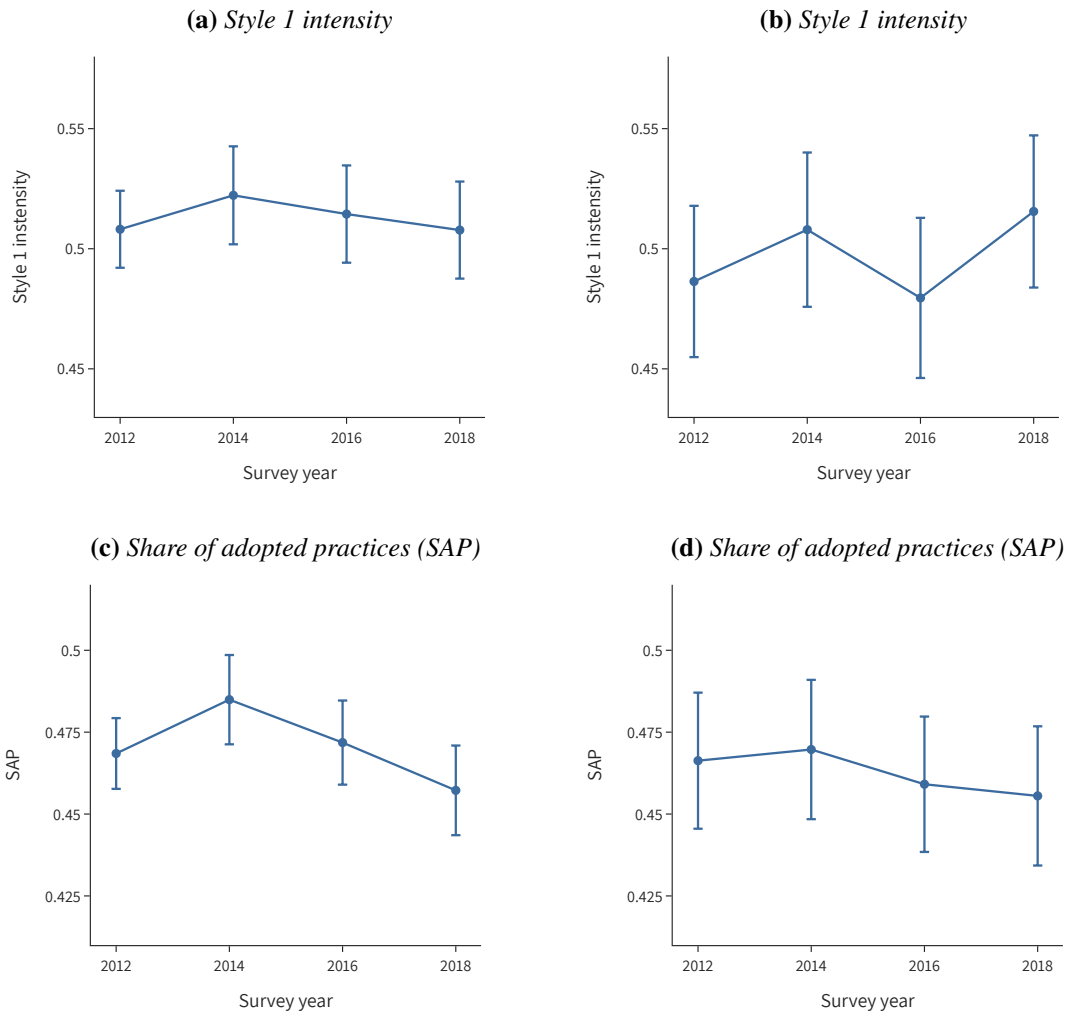 (a) Style 1 intensity
0.55
0.5
0.45
Style 1 instensity
2012 2014 2016 2018
Survey year
(b) Style 1 intensity
0.55
0.5
0.45
Style 1 instensity
2012 2014 2016 2018
Survey year
(c) Share of adopted practices (SAP)
0.5
0.475
0.45
0.425
SAP
2012 2014 2016 2018
Survey year
(d) Share of adopted practices (SAP)
0.5
0.475
0.45
0.425
SAP
2012 2014 2016 2018
Survey year